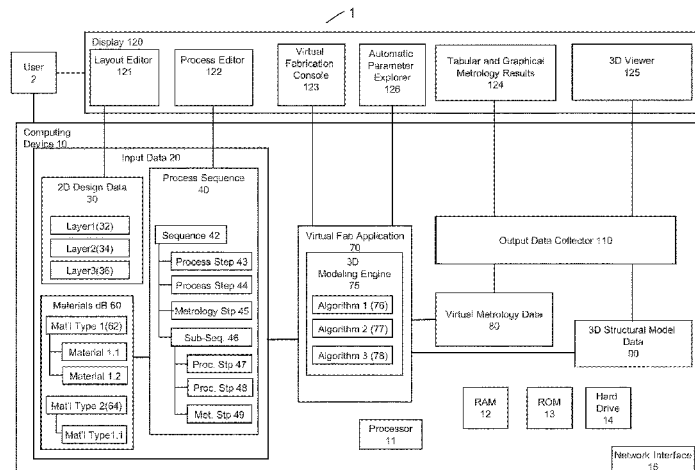 1
Display 120
User
2
Layout Editor
121
Process Editor
122
Virtual
Fabrication
Console
123
Automatic
Parameter
Explorer
126
Tabular and Graphical
Metrology Results
124
3D Viewer
125
Computing
Device 10
Input Data 20
2D Design Data
30
Layer1(32)
Layer2(34)
Layer3(36)
Process Sequence
40
Sequence 42
Process Step 43
Process Step 44
Metrology Stp 45
Sub-Seq. 46
Proc. Stp 47
Proc. Stp 48
Met. Stp 49
Materials dB 60
Mat'l Type 1(62)
Material 1.1
Material 1.2
Mat'l Type 2(64)
Mat'l Type1.1
Virtual Fab Application
70
3D
Modeling Engine
75
Algorithm 1 (76)
Algorithm 2 (77)
Algorithm 3 (78)
Output Data Collector 110
Virtual Metrology Data
80
3D Structural Model
Data
90
Processor
11
RAM
12
ROM
13
Hard
Drive
14
Network Interface
15